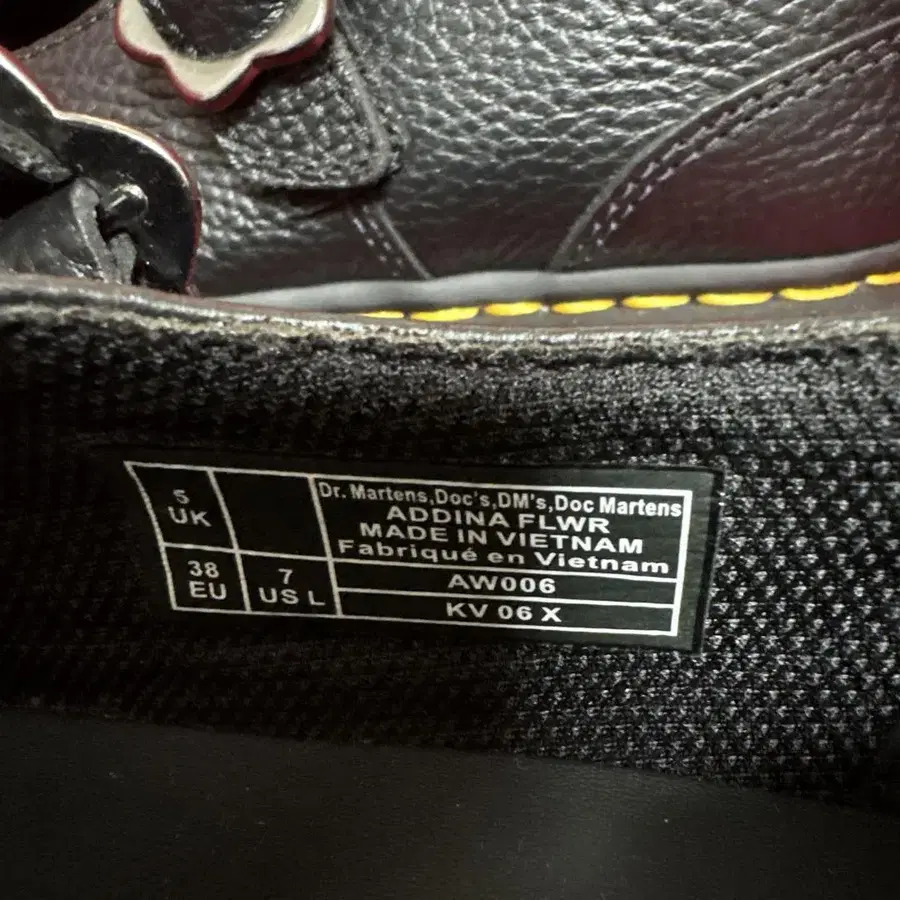 5
UK
38
EU
7
US L
Dr. Martens,Doc's,DM's,Doc Martens
ADDINA FLWR
MADE IN VIETNAM
Fabriqué en Vietnam
AW006
KV 06 X